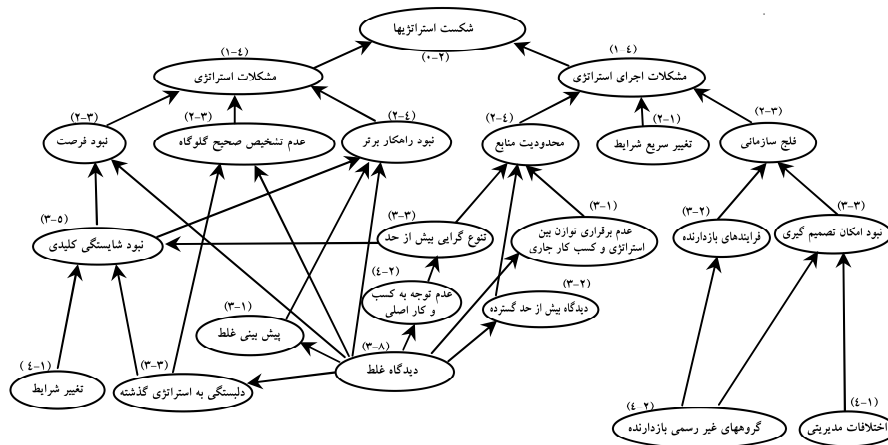 شکست استراتژیها
(۰-۲)
(۱-٤)
مشکلات استراتژی
(۱-٤)
مشکلات اجرای استراتژی
(۲-۳)
نبود فرصت
(۲-۳)
عدم تشخیص صحیح گلوگاه
(۲-٤)
نبود راهکار برتر
(۲-٤)
محدودیت منابع
(۲-۱)
تغییر سریع شرایط
(۲-۳)
فلج سازمانی
(۳-٥)
نبود شایستگی کلیدی
(۳-۳)
تنوع گرایی بیش از حد
(۳-۱)
عدم برقراری توازن بین
استراتژی و کسب کار جاری
(۳-۲)
فرایندهای بازدارنده
(۳-۳)
نبود امکان تصمیم گیری
(٤-۲)
عدم توجه به کسب
و کار اصلی
(۳-۲)
دیدگاه بیش از حد گسترده
(۳-۱)
پیش بینی غلط
(۳-۸)
دیدگاه غلط
(٤-۱)
تغییر شرایط
(۳-۳)
دلبستگی به استراتژی گذشته
(٤-۲)
گروههای غیر رسمی بازدارنده
(٤-۱)
اختلافات مدیریتی